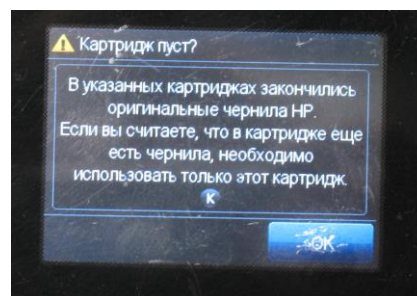 Картридж пуст?
В указанных картриджах закончились
оригинальные чернила HP.
Если вы считаете, что в картридже еще
есть чернила, необходимо
использовать только этот картридж.
K
OK